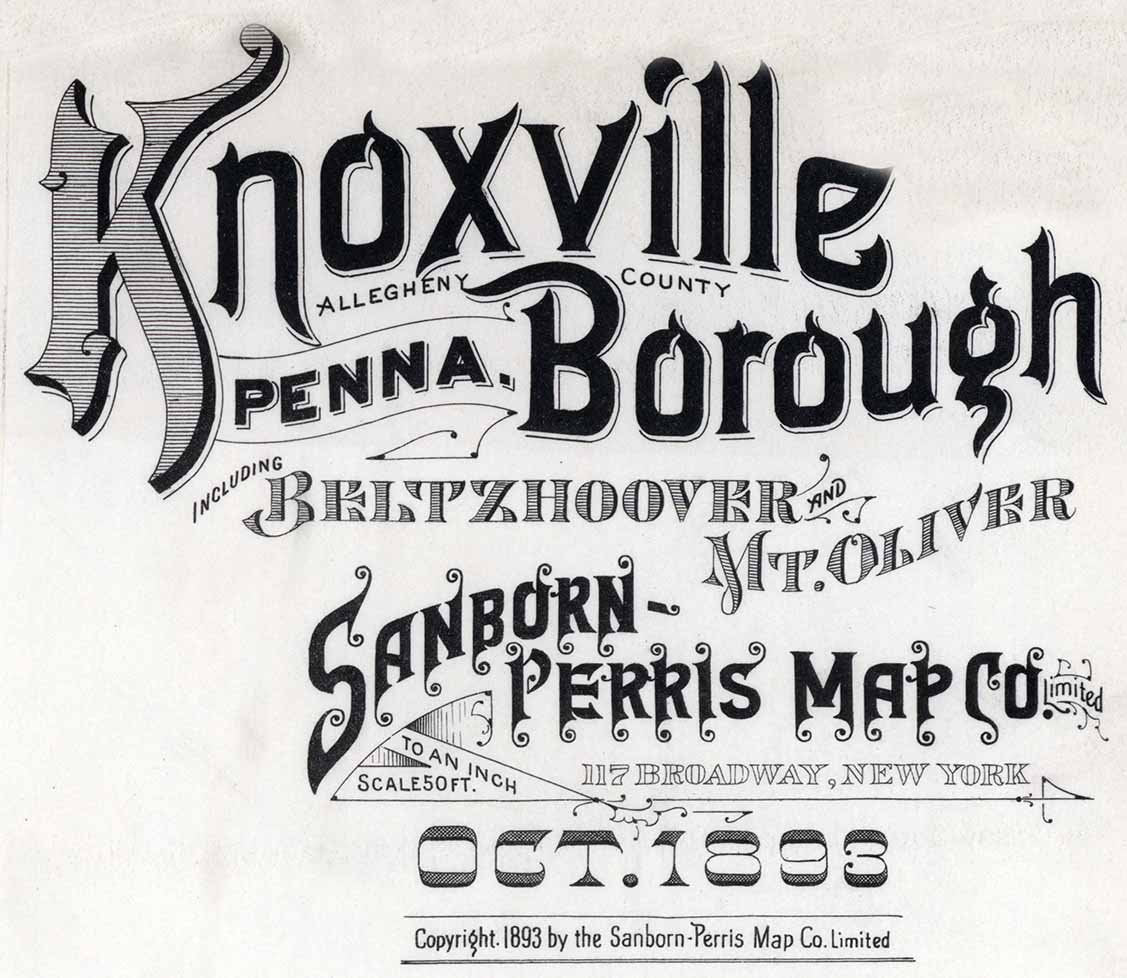 Knoxville
ALLEGHENY COUNTY
PENNA. Borough
INCLUDING BELTZHOOVER AND
MT. OLIVER
SANBORN-
PERRIS MAP CO. Limited
SCALE 50 FT. TO AN INCH
117 BROADWAY, NEW YORK
OCT. 1893
Copyright. 1893 by the Sanborn-Perris Map Co. Limited